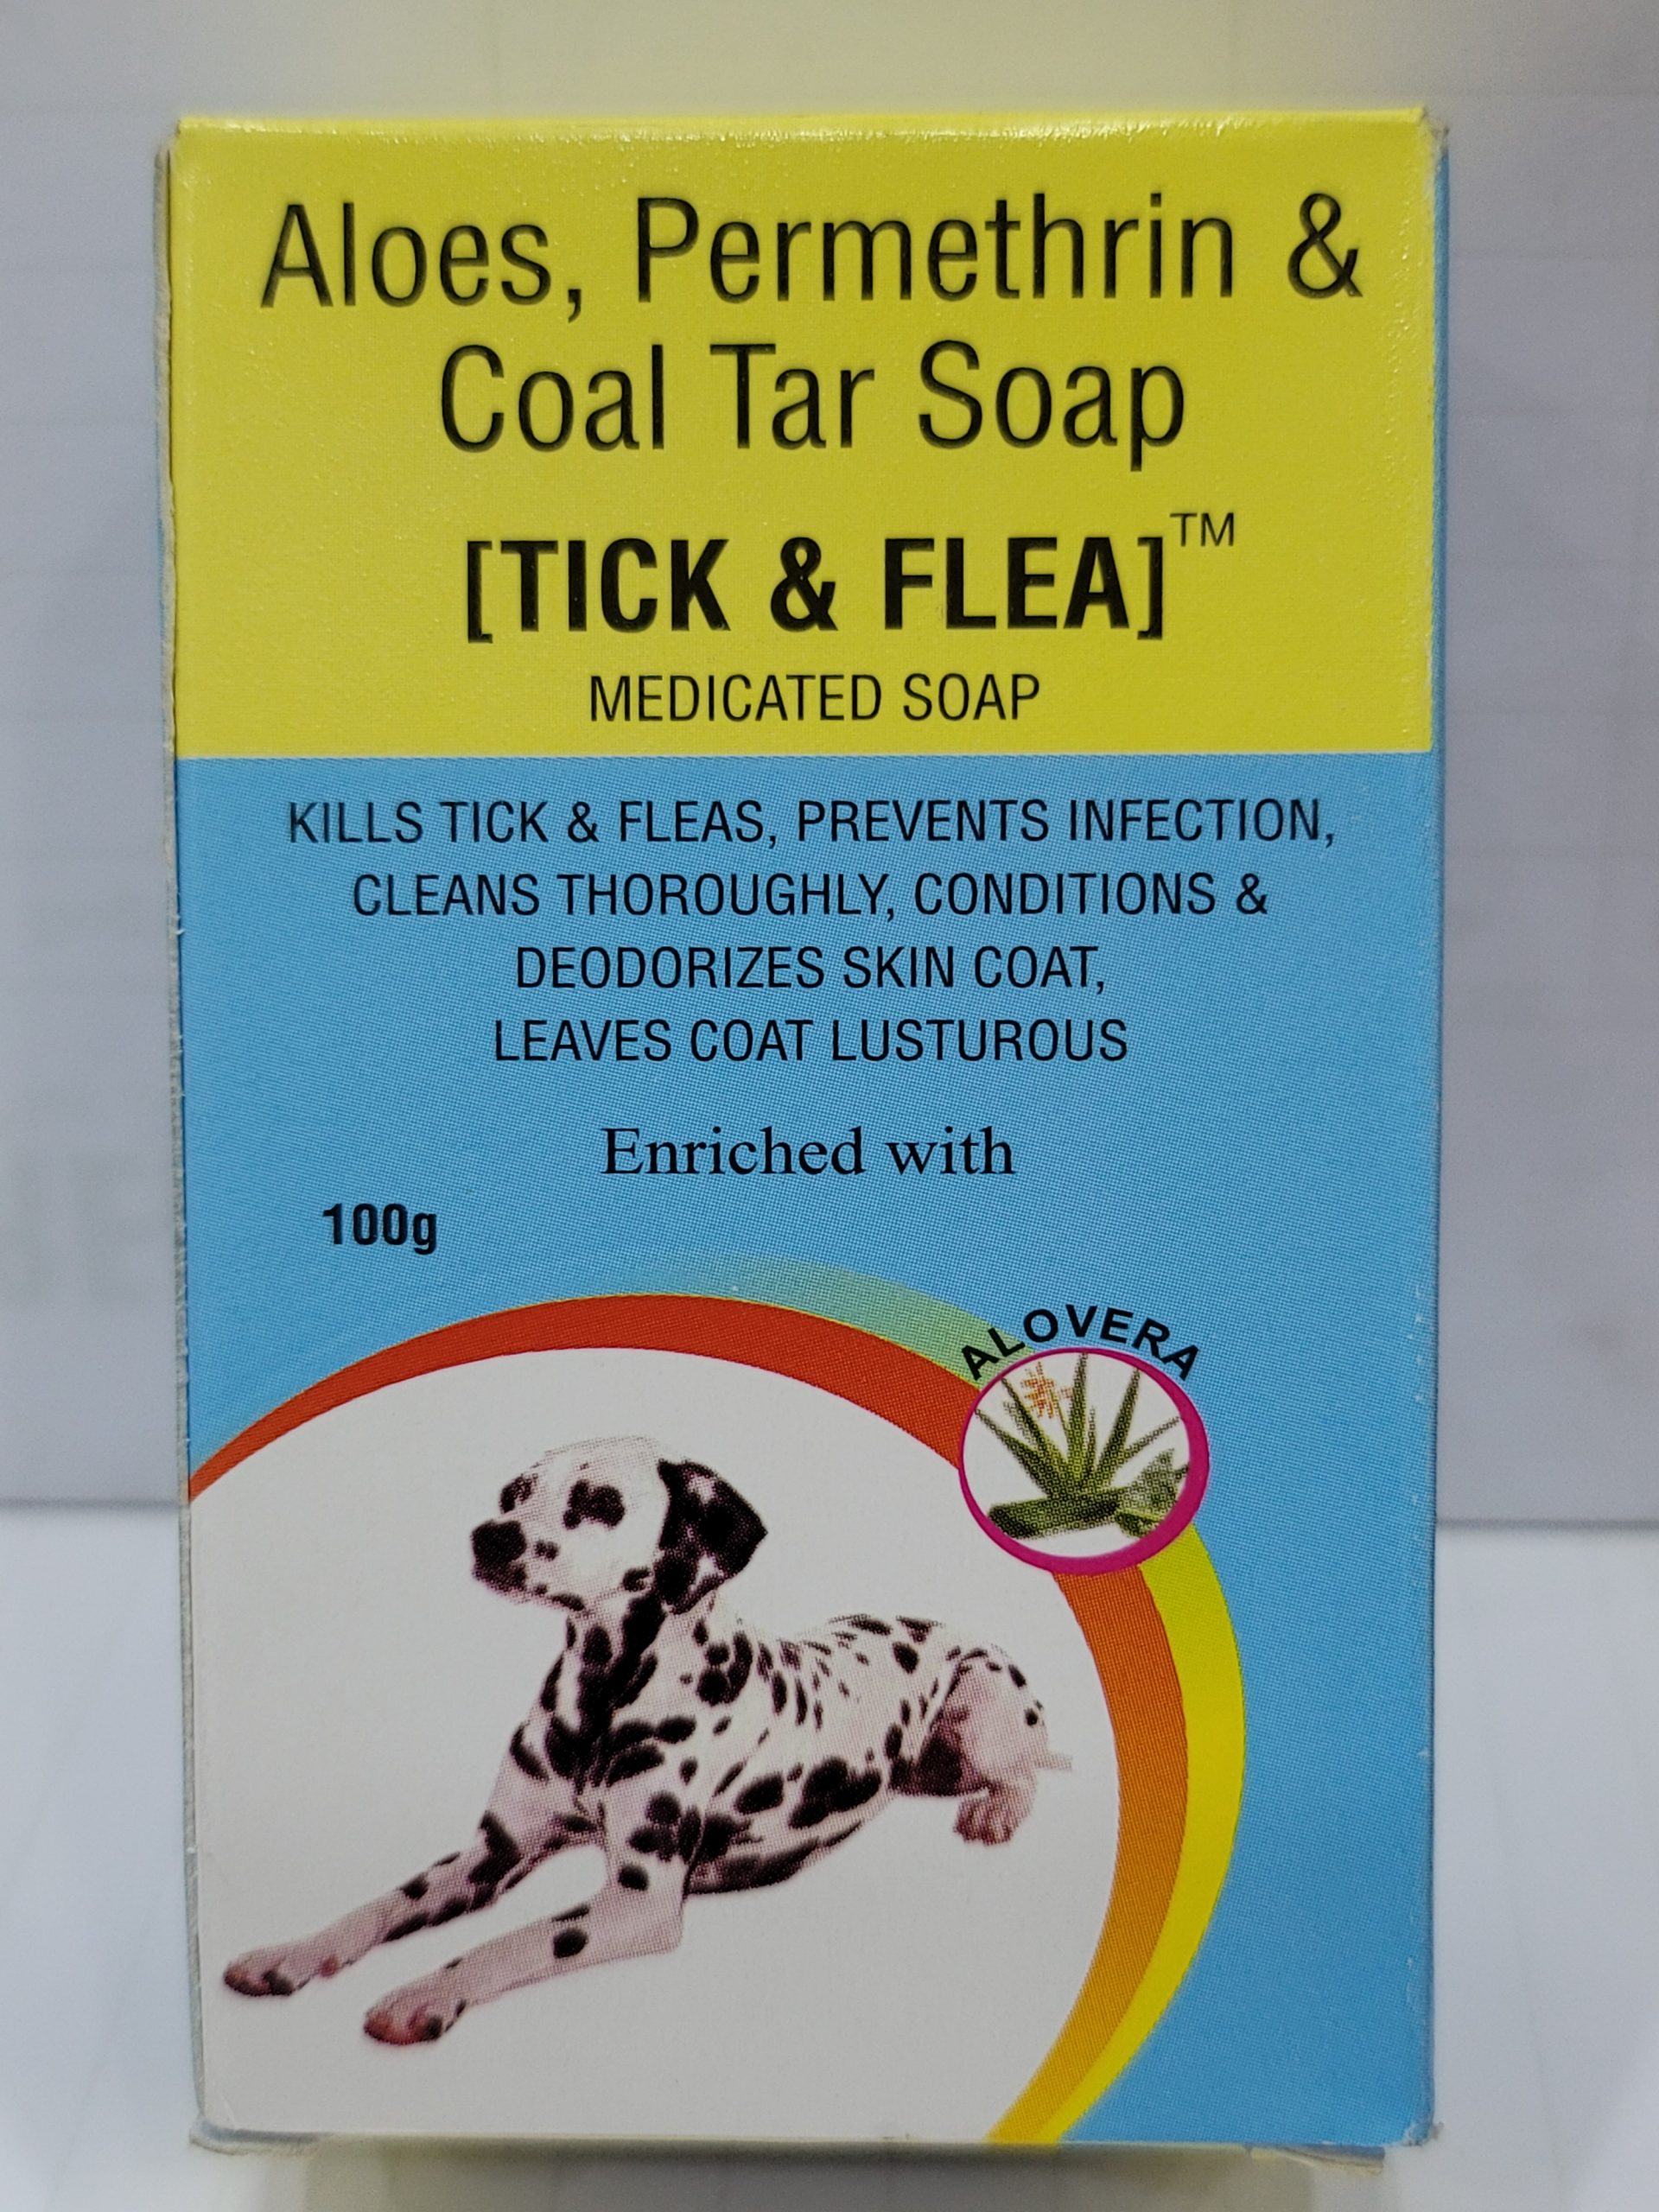 Aloes, Permethrin &
Coal Tar Soap
[TICK & FLEA]™
MEDICATED SOAP
KILLS TICK & FLEAS, PREVENTS INFECTION,
CLEANS THOROUGHLY, CONDITIONS &
DEODORIZES SKIN COAT,
LEAVES COAT LUSTUROUS
Enriched with
100g
ALOVERA